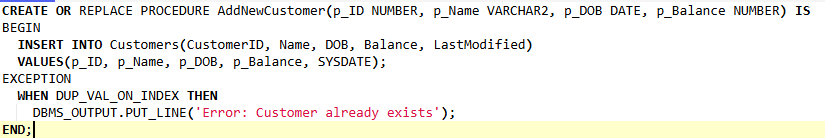 CREATE OR REPLACE PROCEDURE AddNewCustomer(p_ID NUMBER, p_Name VARCHAR2, p_DOB DATE, p_Balance NUMBER) IS
BEGIN
  INSERT INTO Customers(CustomerID, Name, DOB, Balance, LastModified)
  VALUES(p_ID, p_Name, p_DOB, p_Balance, SYSDATE);
EXCEPTION
  WHEN DUP_VAL_ON_INDEX THEN
    DBMS_OUTPUT.PUT_LINE('Error: Customer already exists');
END;